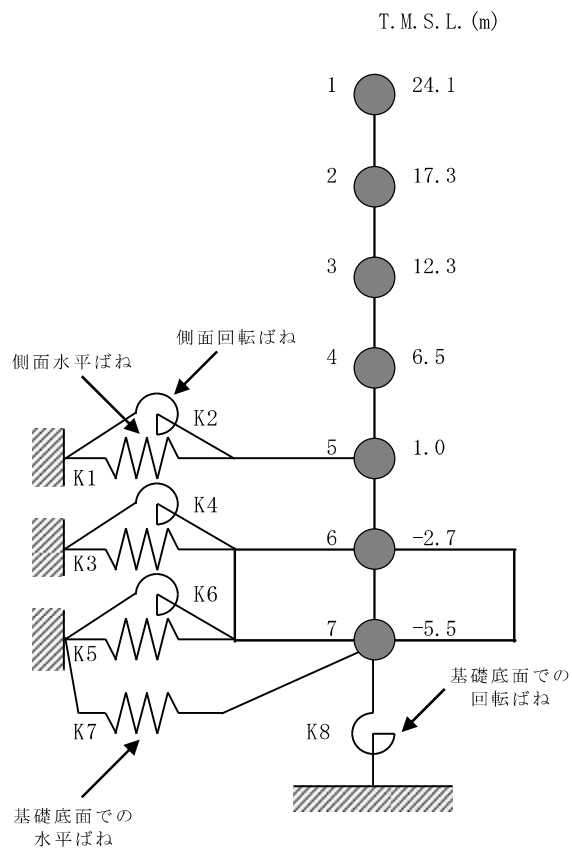 T.M.S.L.(m)
1 24.1
2 17.3
3 12.3
側面回転ばね
側面水平ばね
4 6.5
K2
5 1.0
K1
K4
6 -2.7
K3
K6
7 -5.5
K5
基礎底面での
回転ばね
K7
K8
基礎底面での
水平ばね